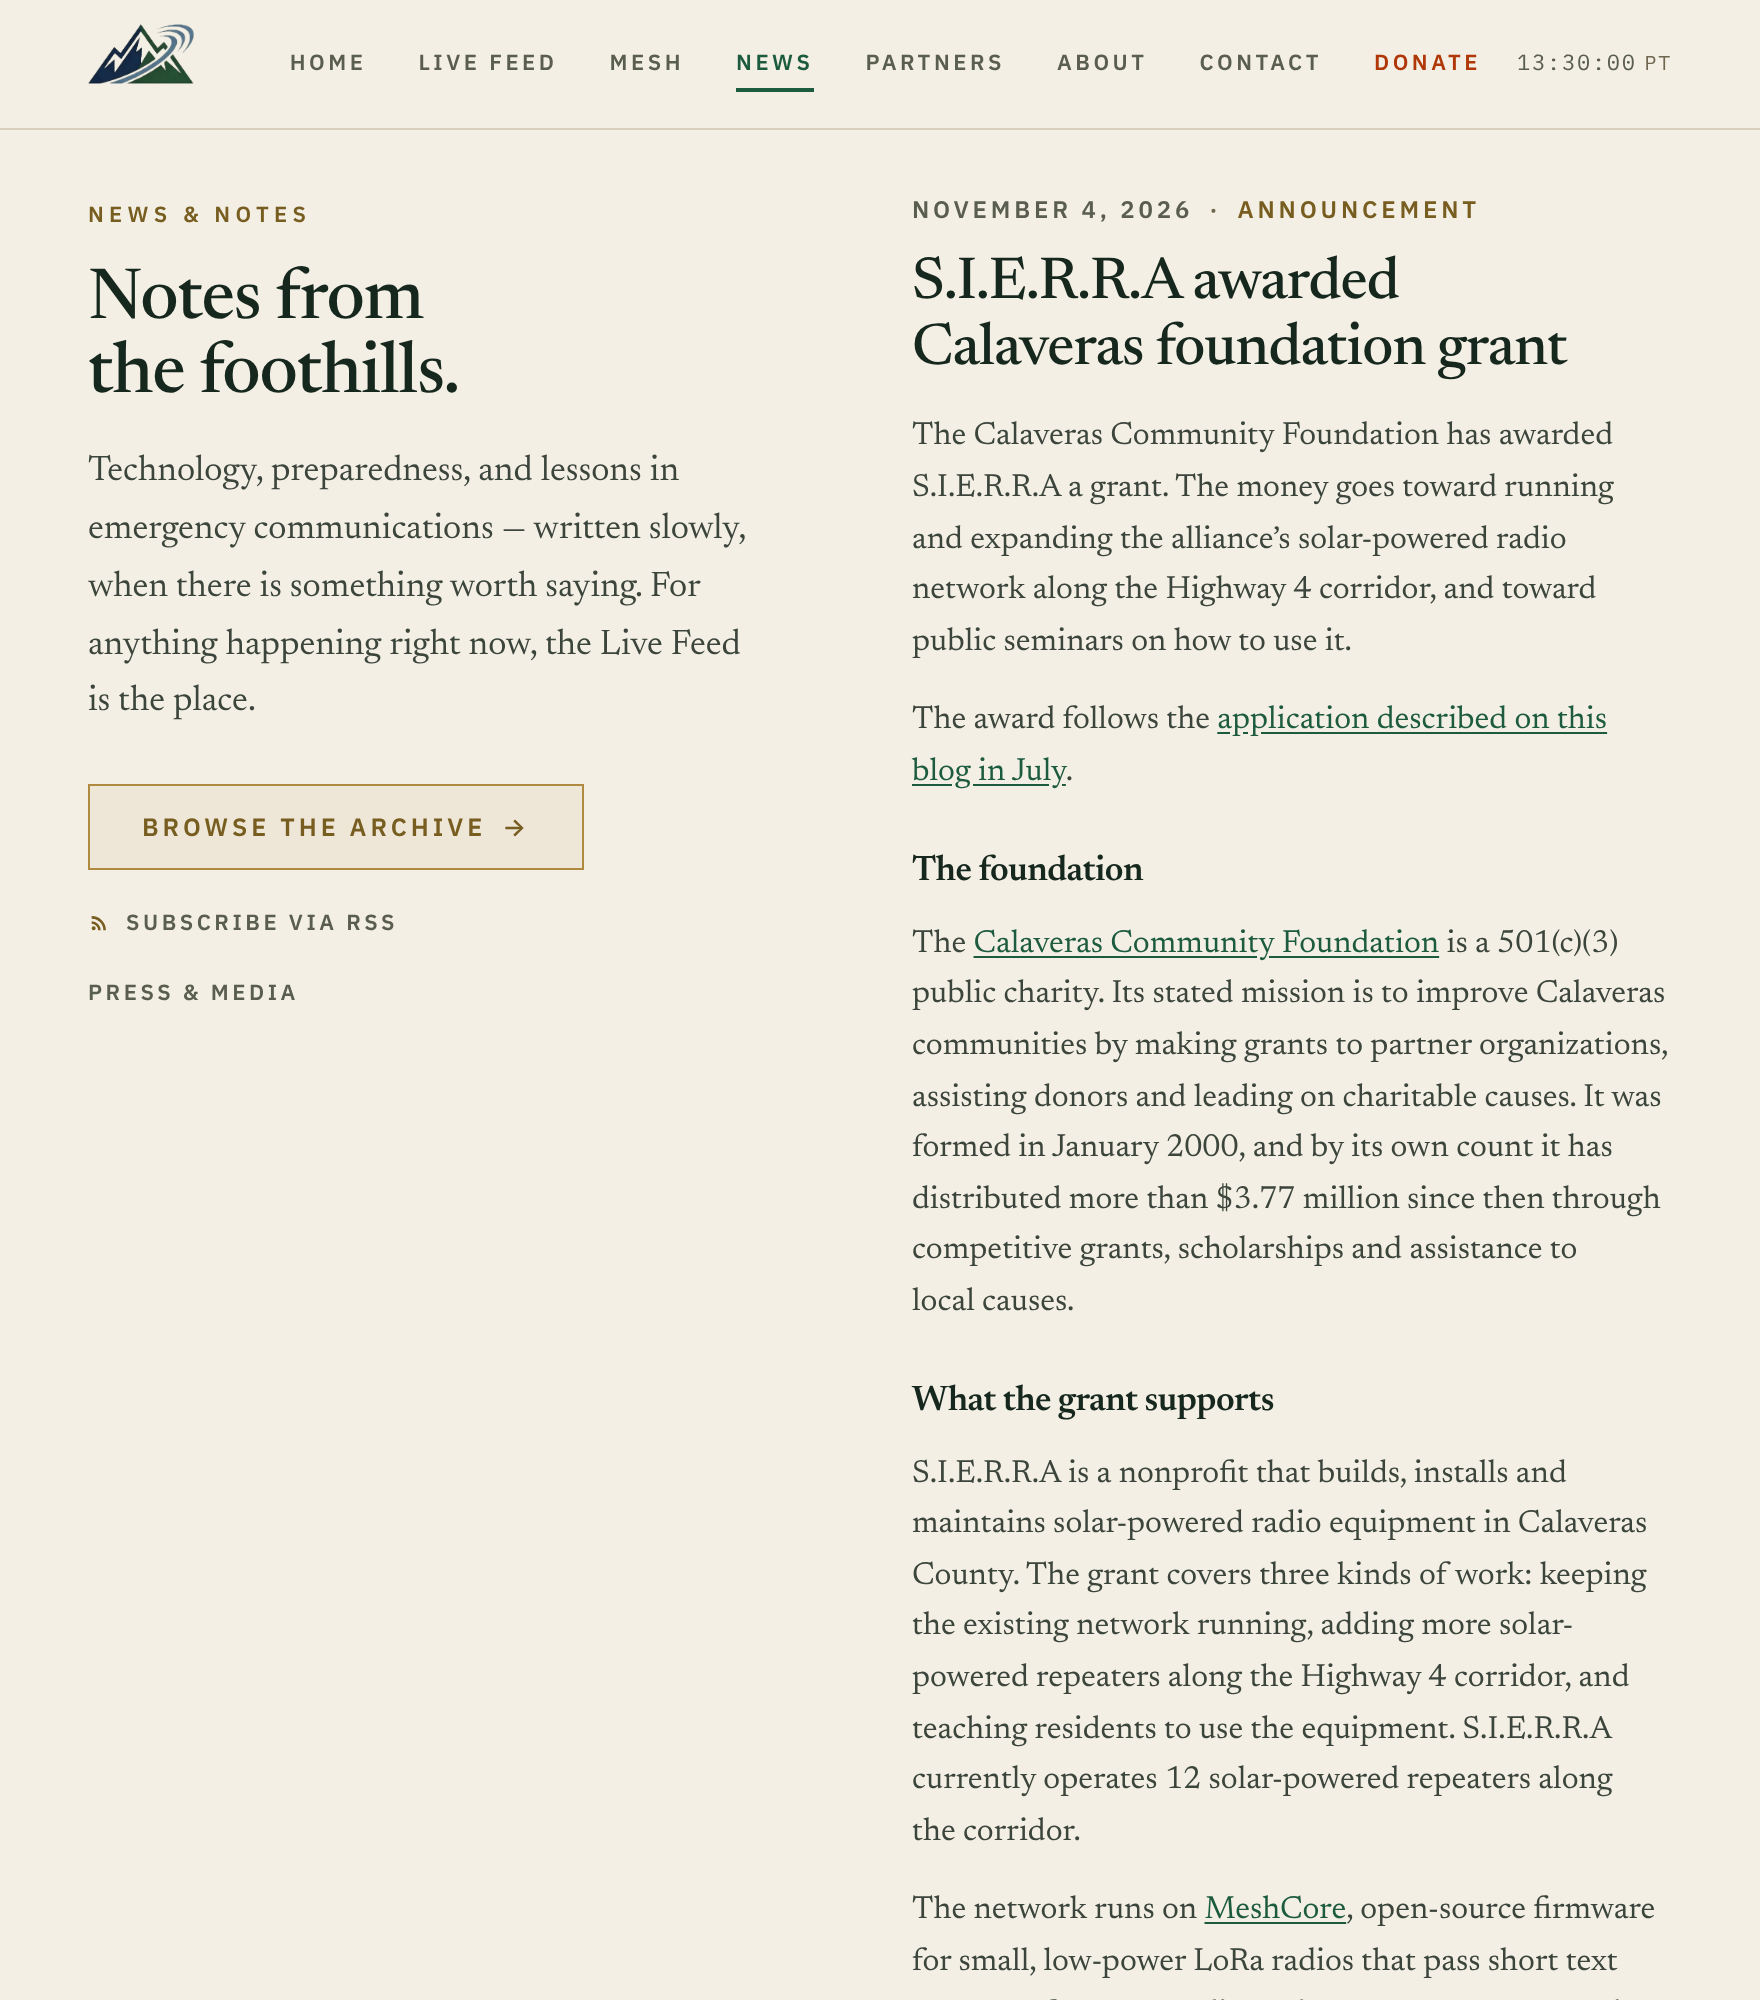 HOME LIVE FEED MESH NEWS PARTNERS ABOUT CONTACT DONATE 13:30:00 PT
NEWS & NOTES
Notes from
the foothills.
Technology, preparedness, and lessons in
emergency communications — written slowly,
when there is something worth saying. For
anything happening right now, the Live Feed
is the place.
BROWSE THE ARCHIVE →
SUBSCRIBE VIA RSS
PRESS & MEDIA
NOVEMBER 4, 2026 · ANNOUNCEMENT
S.I.E.R.R.A awarded
Calaveras foundation grant
The Calaveras Community Foundation has awarded
S.I.E.R.R.A a grant. The money goes toward running
and expanding the alliance’s solar-powered radio
network along the Highway 4 corridor, and toward
public seminars on how to use it.
The award follows the application described on this
blog in July.
The foundation
The Calaveras Community Foundation is a 501(c)(3)
public charity. Its stated mission is to improve Calaveras
communities by making grants to partner organizations,
assisting donors and leading on charitable causes. It was
formed in January 2000, and by its own count it has
distributed more than $3.77 million since then through
competitive grants, scholarships and assistance to
local causes.
What the grant supports
S.I.E.R.R.A is a nonprofit that builds, installs and
maintains solar-powered radio equipment in Calaveras
County. The grant covers three kinds of work: keeping
the existing network running, adding more solar-
powered repeaters along the Highway 4 corridor, and
teaching residents to use the equipment. S.I.E.R.R.A
currently operates 12 solar-powered repeaters along
the corridor.
The network runs on MeshCore, open-source firmware
for small, low-power LoRa radios that pass short text